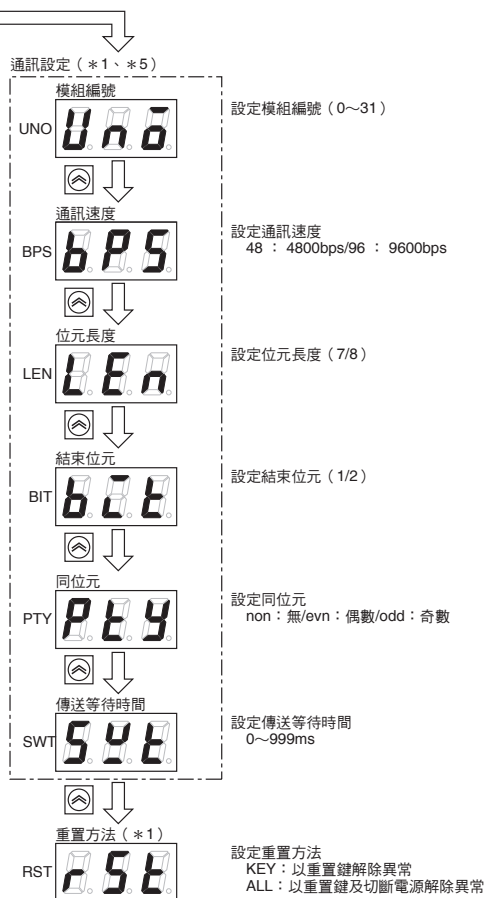 通訊設定（＊1、＊5）
模組編號
UNO
Uno
設定模組編號（0～31）
通訊速度
BPS
bPS
設定通訊速度
48 ： 4800bps/96 ： 9600bps
位元長度
LEN
LEn
設定位元長度（7/8）
結束位元
BIT
bit
設定結束位元（1/2）
同位元
PTY
Pty
設定同位元
non：無/evn：偶數/odd：奇數
傳送等待時間
SWT
Swt
設定傳送等待時間
0～999ms
重置方法（＊1）
RST
rSt
設定重置方法
KEY：以重置鍵解除異常
ALL：以重置鍵及切斷電源解除異常